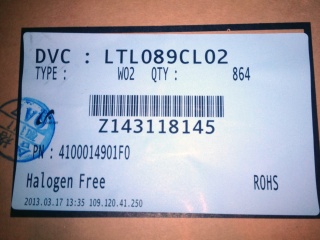 DVC : LTL089CL02
TYPE : W02 QTY : 864
Z143118145
PN : 4100014901F0
Halogen Free ROHS
2013.03.17 13:35 109.120.41.250